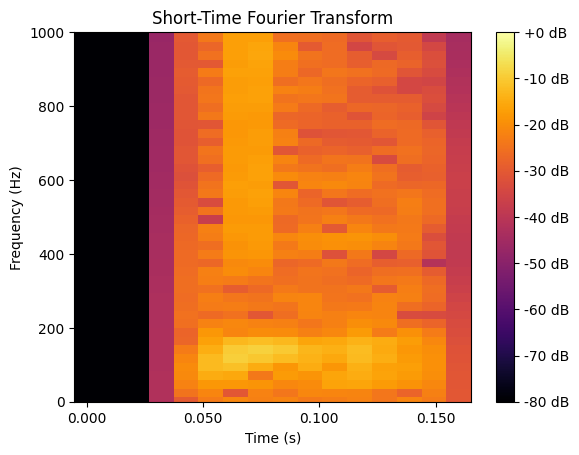 Short-Time Fourier Transform
Frequency (Hz)
1000
800
600
400
200
0
0.000
0.050
0.100
0.150
Time (s)
+0 dB
-10 dB
-20 dB
-30 dB
-40 dB
-50 dB
-60 dB
-70 dB
-80 dB